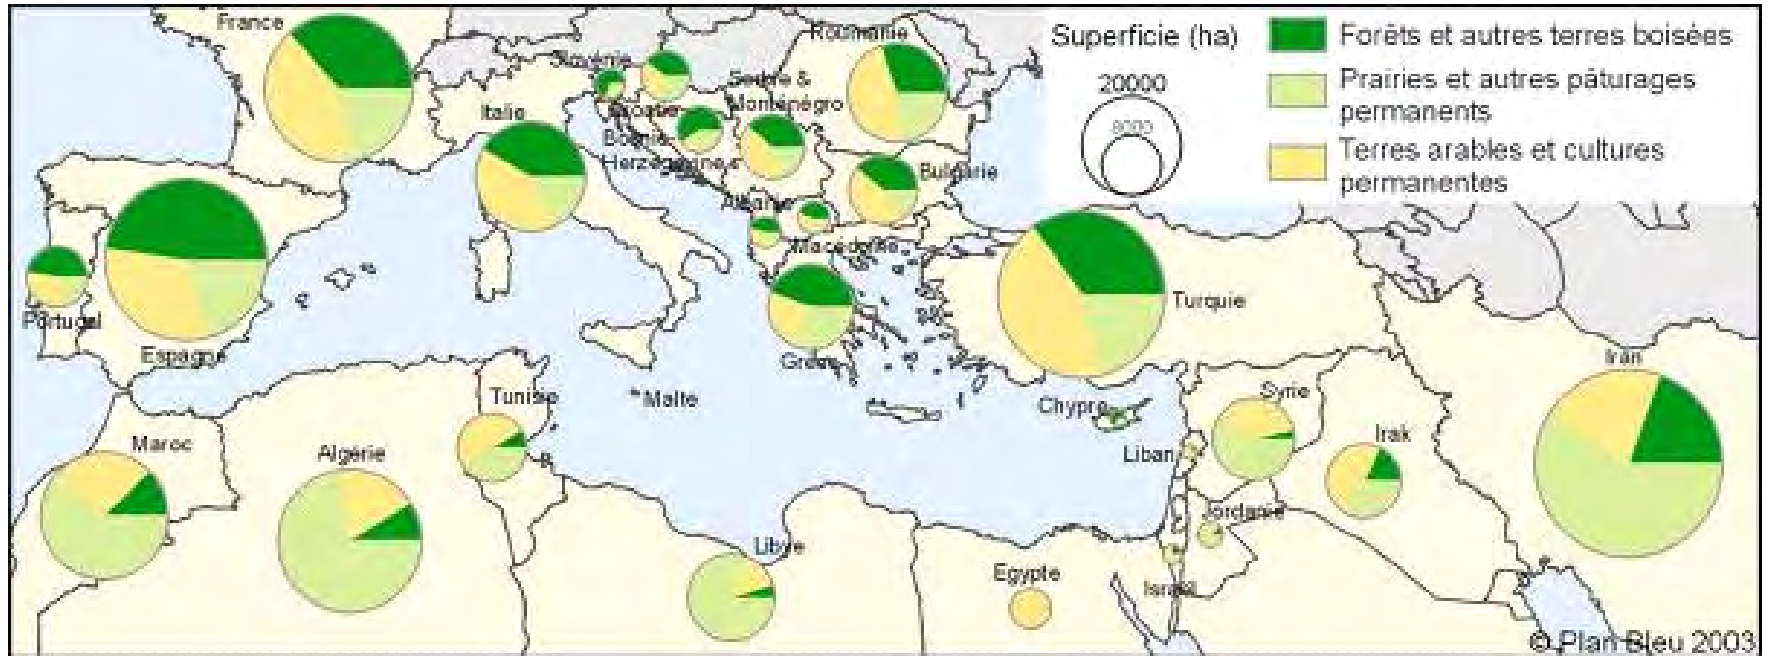 France
Roumanie
Superficie (ha)
20000
8000
Forêts et autres terres boisées
Prairies et autres pâturages
permanents
Terres arables et cultures
permanentes
Slovénie
Serbie &
Monténégro
Italie
Croatie
Bosnie
Herzégovine
Bulgarie
Albanie
Macédoine
Portugal
Espagne
Grèce
Turquie
Iran
Tunisie
Malte
Chypre
Syrie
Maroc
Algérie
Liban
Irak
Jordanie
Libye
Egypte
Israël
© Plan Bleu 2003